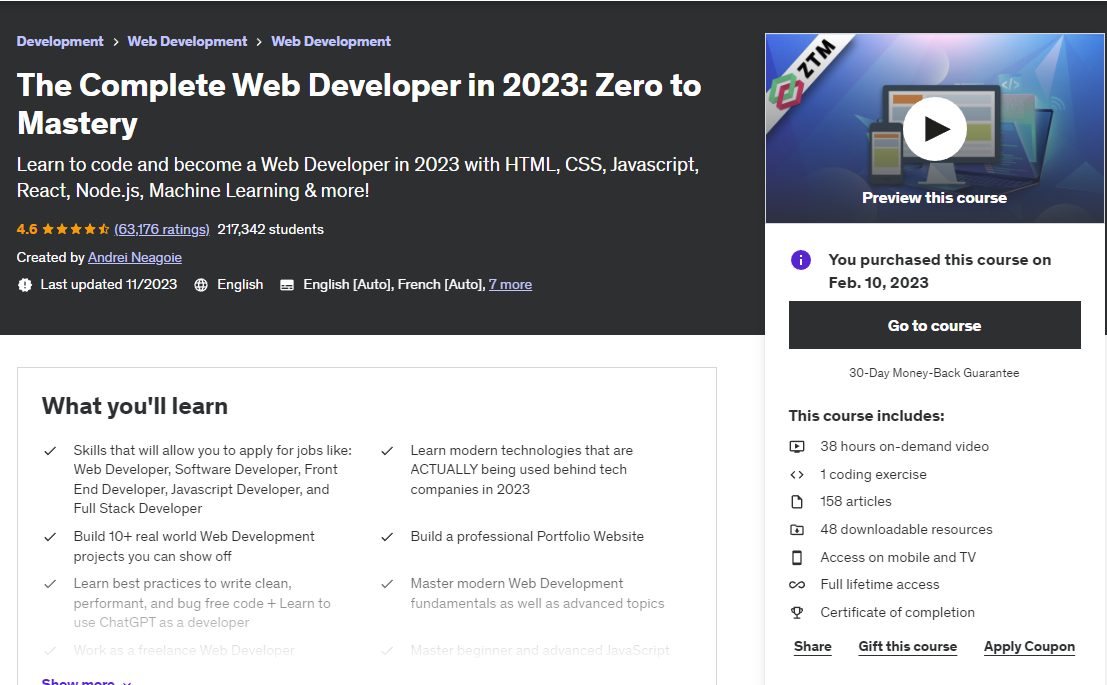 Development > Web Development > Web Development
The Complete Web Developer in 2023: Zero to
Mastery
Learn to code and become a Web Developer in 2023 with HTML, CSS, Javascript,
React, Node.js, Machine Learning & more!
4.6 (63,176 ratings) 217,342 students
Created by Andrei Neagoie
Last updated 11/2023 English English [Auto], French [Auto], 7 more
ZTM
</>
Preview this course
You purchased this course on
Feb. 10, 2023
Go to course
30-Day Money-Back Guarantee
This course includes:
38 hours on-demand video
1 coding exercise
158 articles
48 downloadable resources
Access on mobile and TV
Full lifetime access
Certificate of completion
Share Gift this course Apply Coupon
What you'll learn
Skills that will allow you to apply for jobs like:
Web Developer, Software Developer, Front
End Developer, Javascript Developer, and
Full Stack Developer
Learn modern technologies that are
ACTUALLY being used behind tech
companies in 2023
Build 10+ real world Web Development
projects you can show off
Build a professional Portfolio Website
Learn best practices to write clean,
performant, and bug free code + Learn to
use ChatGPT as a developer
Master modern Web Development
fundamentals as well as advanced topics
Work as a freelance Web Developer
Master beginner and advanced JavaScript
Show more